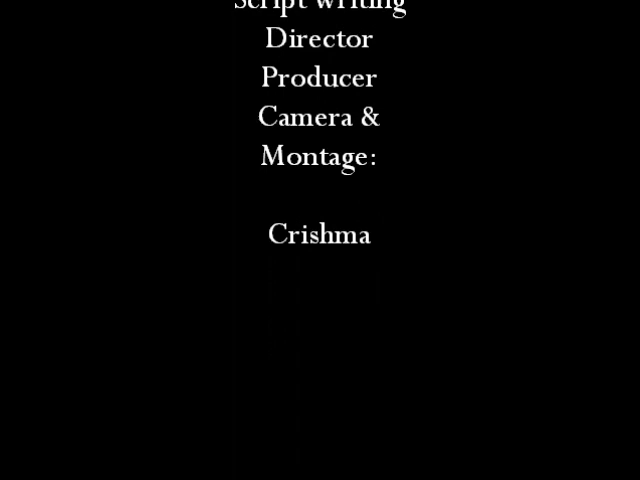 Script writing
Director
Producer
Camera &
Montage:
Crishma